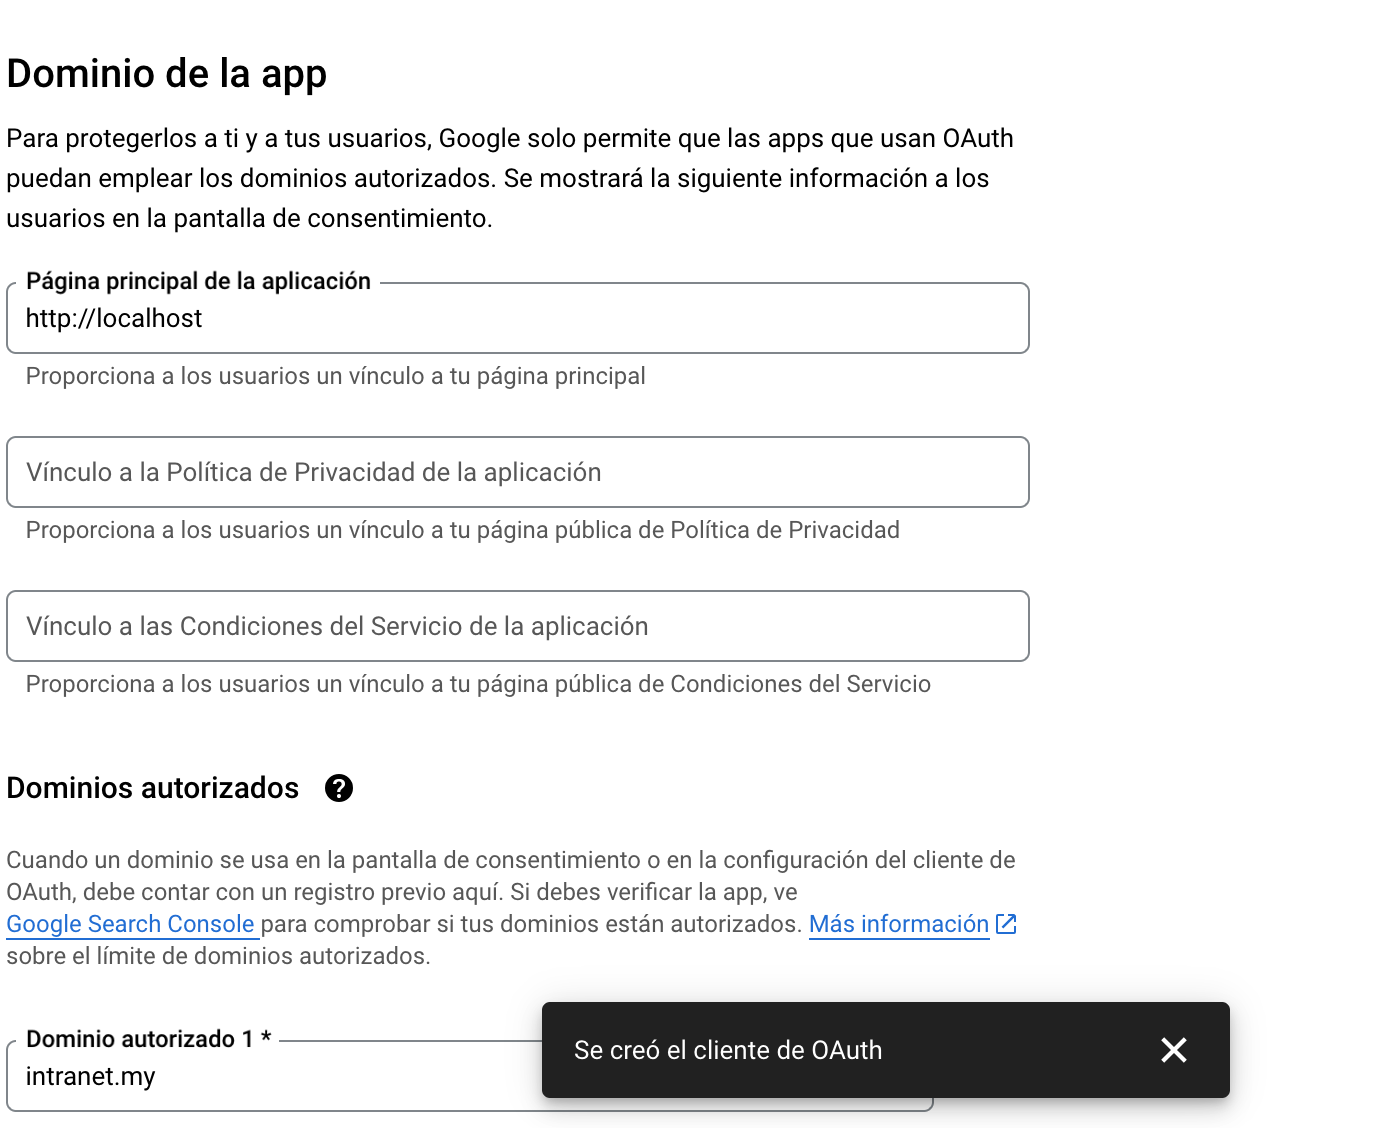 Dominio de la app
Para protegerlos a ti y a tus usuarios, Google solo permite que las apps que usan OAuth
puedan emplear los dominios autorizados. Se mostrará la siguiente información a los
usuarios en la pantalla de consentimiento.
Página principal de la aplicación
http://localhost
Proporciona a los usuarios un vínculo a tu página principal
Vínculo a la Política de Privacidad de la aplicación
Proporciona a los usuarios un vínculo a tu página pública de Política de Privacidad
Vínculo a las Condiciones del Servicio de la aplicación
Proporciona a los usuarios un vínculo a tu página pública de Condiciones del Servicio
Dominios autorizados ?
Cuando un dominio se usa en la pantalla de consentimiento o en la configuración del cliente de
OAuth, debe contar con un registro previo aquí. Si debes verificar la app, ve
Google Search Console para comprobar si tus dominios están autorizados. Más información
sobre el límite de dominios autorizados.
Dominio autorizado 1 *
intranet.my
Se creó el cliente de OAuth